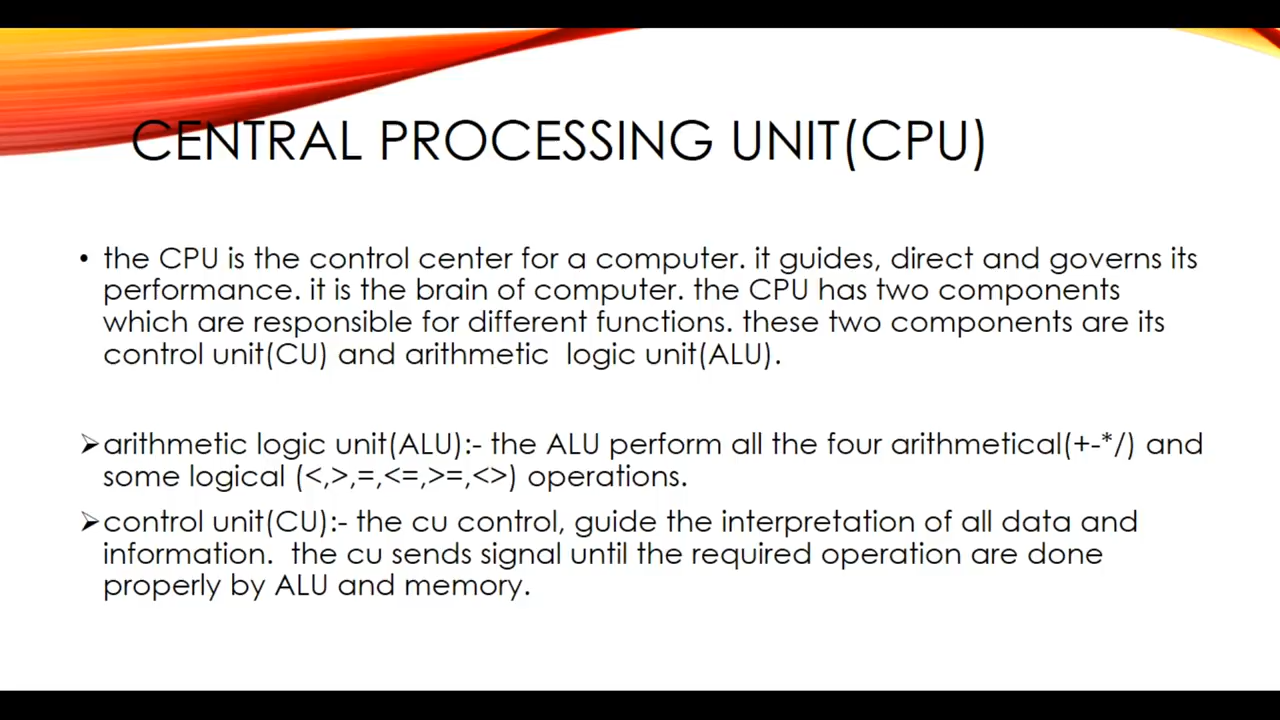 CENTRAL PROCESSING UNIT(CPU)
• the CPU is the control center for a computer. it guides, direct and governs its
performance. it is the brain of computer. the CPU has two components
which are responsible for different functions. these two components are its
control unit(CU) and arithmetic  logic unit(ALU).
➢arithmetic logic unit(ALU):- the ALU perform all the four arithmetical(+-*/) and
some logical (<,>,=,<=,>=,<>) operations.
➢control unit(CU):- the cu control, guide the interpretation of all data and
information.  the cu sends signal until the required operation are done
properly by ALU and memory.